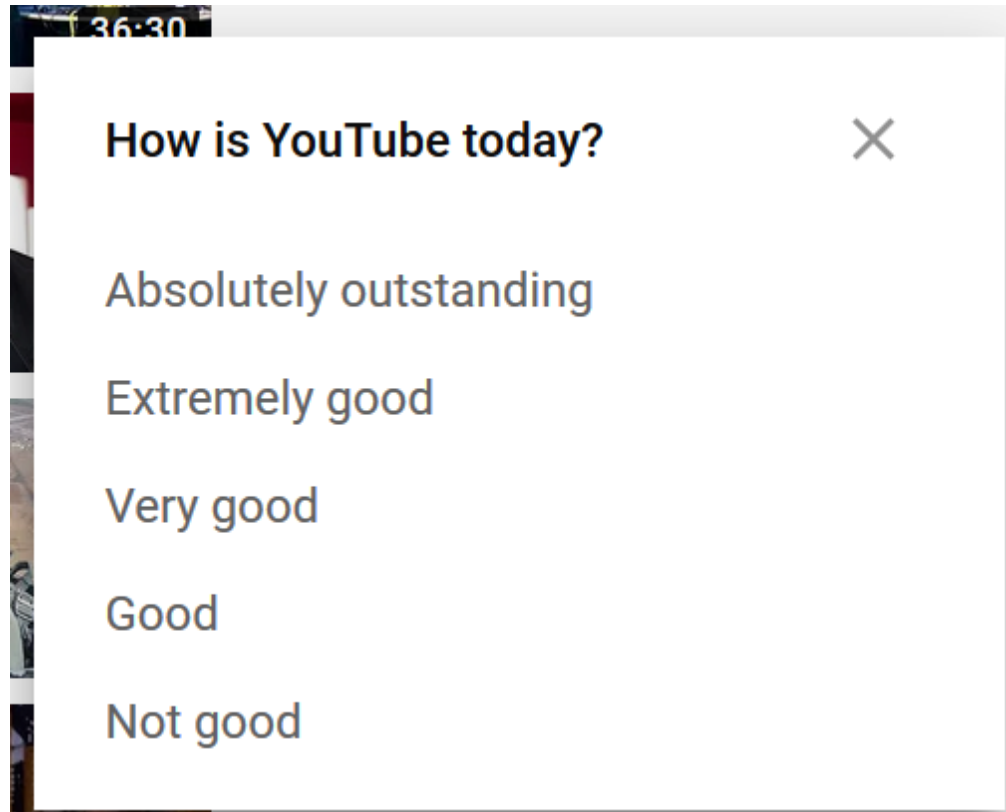 36:30
How is YouTube today?
Absolutely outstanding
Extremely good
Very good
Good
Not good